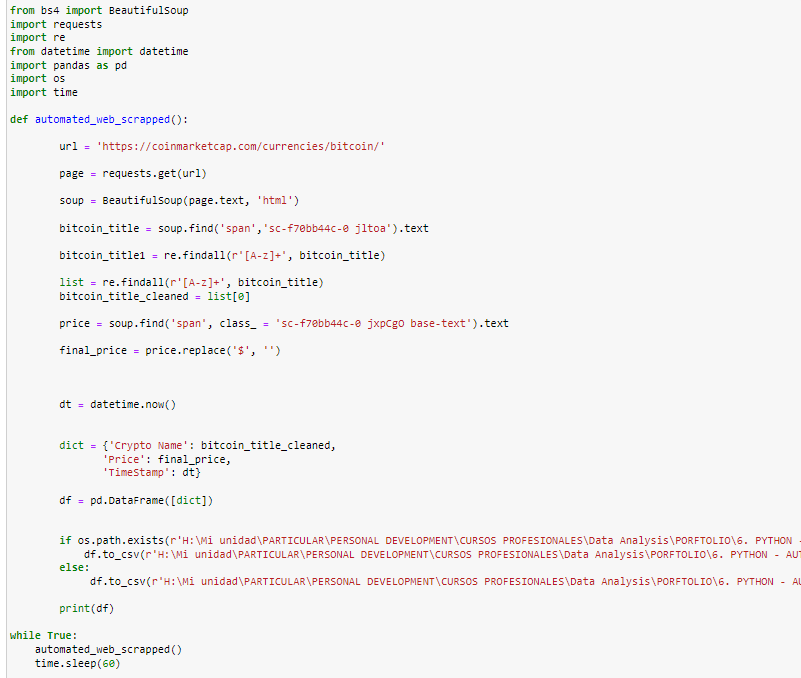 from bs4 import BeautifulSoup
import requests
import re
from datetime import datetime
import pandas as pd
import os
import time
def automated_web_scrapped():
url = 'https://coinmarketcap.com/currencies/bitcoin/'
page = requests.get(url)
soup = BeautifulSoup(page.text, 'html')
bitcoin_title = soup.find('span','sc-f70bb44c-0 jltoa').text
bitcoin_title1 = re.findall(r'[A-z]+', bitcoin_title)
list = re.findall(r'[A-z]+', bitcoin_title)
bitcoin_title_cleaned = list[0]
price = soup.find('span', class_ = 'sc-f70bb44c-0 jxpCgO base-text').text
final_price = price.replace('$', '')
dt = datetime.now()
dict = {'Crypto Name': bitcoin_title_cleaned,
'Price': final_price,
'TimeStamp': dt}
df = pd.DataFrame([dict])
if os.path.exists(r'H:\Mi unidad\PARTICULAR\PERSONAL DEVELOPMENT\CURSOS PROFESIONALES\Data Analysis\PORFTOLIO\6. PYTHON -
df.to_csv(r'H:\Mi unidad\PARTICULAR\PERSONAL DEVELOPMENT\CURSOS PROFESIONALES\Data Analysis\PORFTOLIO\6. PYTHON - AUT
else:
df.to_csv(r'H:\Mi unidad\PARTICULAR\PERSONAL DEVELOPMENT\CURSOS PROFESIONALES\Data Analysis\PORFTOLIO\6. PYTHON - AU
print(df)
while True:
automated_web_scrapped()
time.sleep(60)